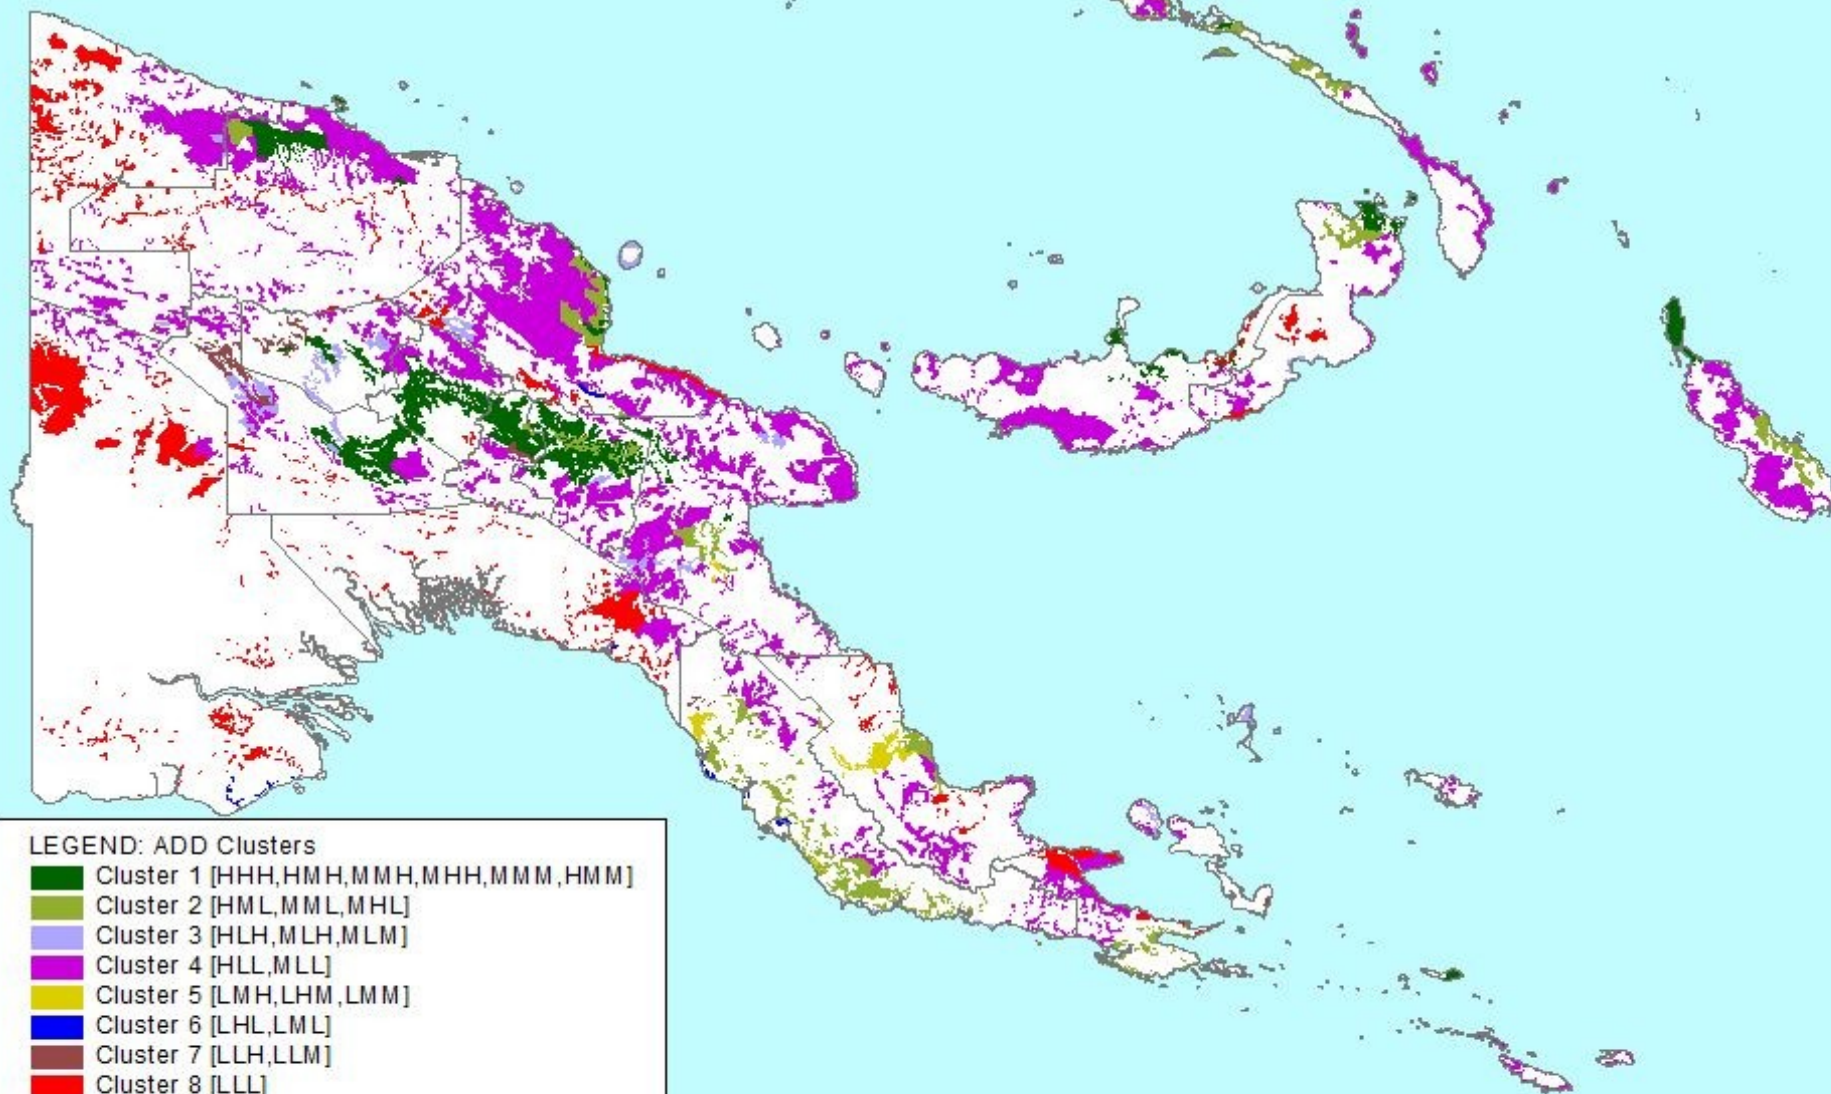 LEGEND: ADD Clusters
Cluster 1 [HHH,HMH,MMH,MHH,MMM,HMM]
Cluster 2 [HML,MML,MHL]
Cluster 3 [HLH,MLH,MLM]
Cluster 4 [HLL,MLL]
Cluster 5 [LMH,LHM,LMM]
Cluster 6 [LHL,LML]
Cluster 7 [LLH,LLM]
Cluster 8 [LLL]